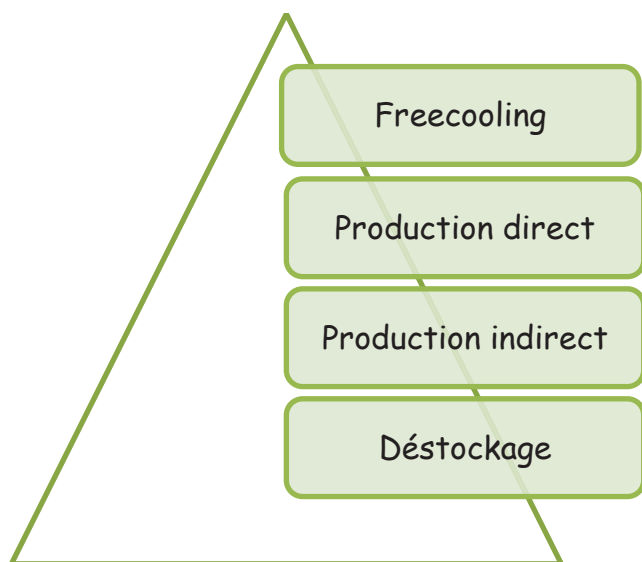 Freecooling
Production direct
Production indirect
Déstockage